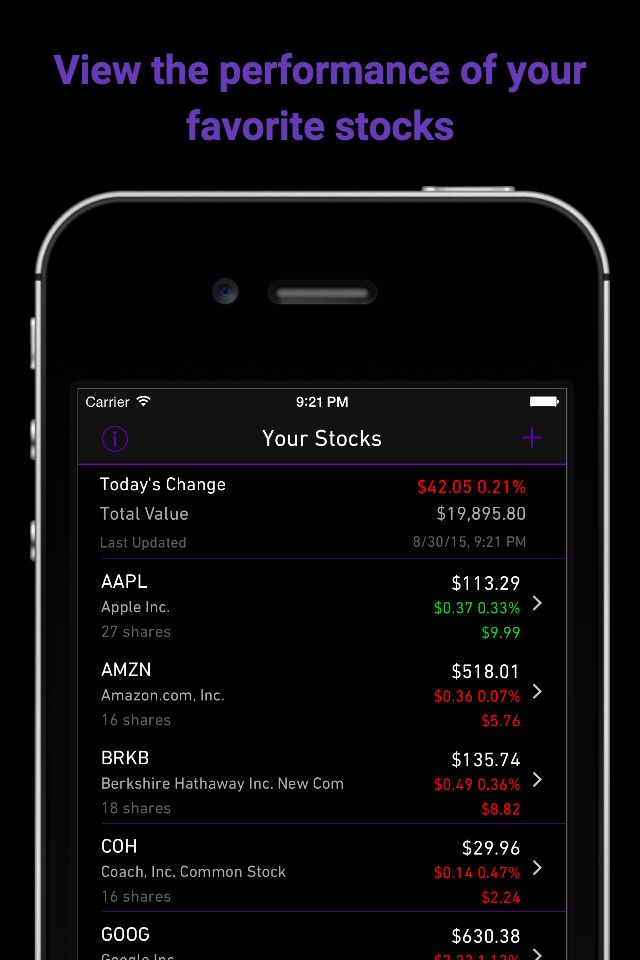 View the performance of your
favorite stocks
Carrier 9:21 PM
Your Stocks
Today's Change $42.05 0.21%
Total Value $19,895.80
Last Updated 8/30/15, 9:21 PM
AAPL $113.29
Apple Inc. $0.37 0.33%
27 shares $9.99
AMZN $518.01
Amazon.com, Inc. $0.36 0.07%
16 shares $5.76
BRKB $135.74
Berkshire Hathaway Inc. New Com $0.49 0.36%
18 shares $8.82
COH $29.96
Coach, Inc. Common Stock $0.14 0.47%
16 shares $2.24
GOOG $630.38
Google Inc.